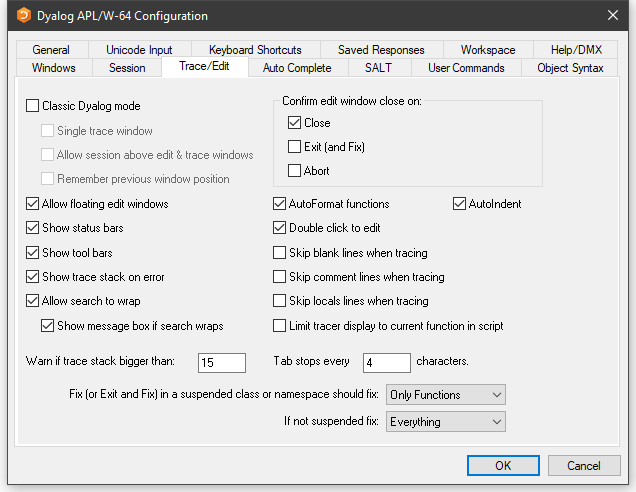 Dyalog APL/W-64 Configuration
General Unicode Input Keyboard Shortcuts Saved Responses Workspace Help/DMX
Windows Session Trace/Edit Auto Complete SALT User Commands Object Syntax
Classic Dyalog mode
Single trace window
Allow session above edit & trace windows
Remember previous window position
Confirm edit window close on:
Close
Exit (and Fix)
Abort
Allow floating edit windows
AutoFormat functions
AutoIndent
Show status bars
Double click to edit
Show tool bars
Skip blank lines when tracing
Show trace stack on error
Skip comment lines when tracing
Allow search to wrap
Skip locals lines when tracing
Show message box if search wraps
Limit tracer display to current function in script
Warn if trace stack bigger than: 15
Tab stops every 4 characters.
Fix (or Exit and Fix) in a suspended class or namespace should fix: Only Functions
If not suspended fix: Everything
OK Cancel